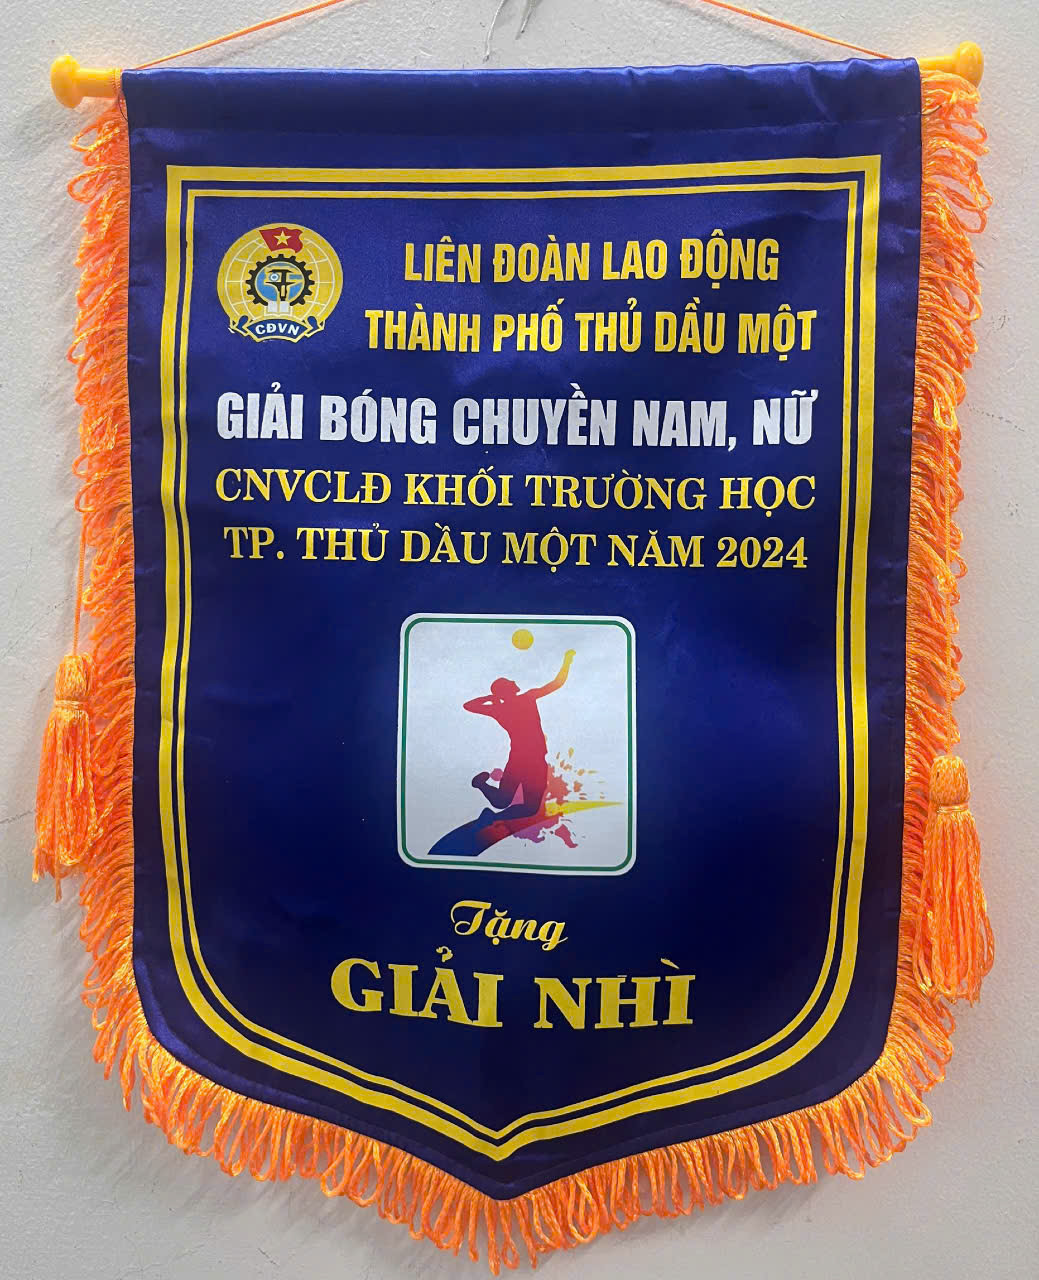 CĐVN
LIÊN ĐOÀN LAO ĐỘNG
THÀNH PHỐ THỦ DẦU MỘT
GIẢI BÓNG CHUYỀN NAM, NỮ
CNVCLĐ KHỐI TRƯỜNG HỌC
TP. THỦ DẦU MỘT NĂM 2024
Tặng
GIẢI NHÌ